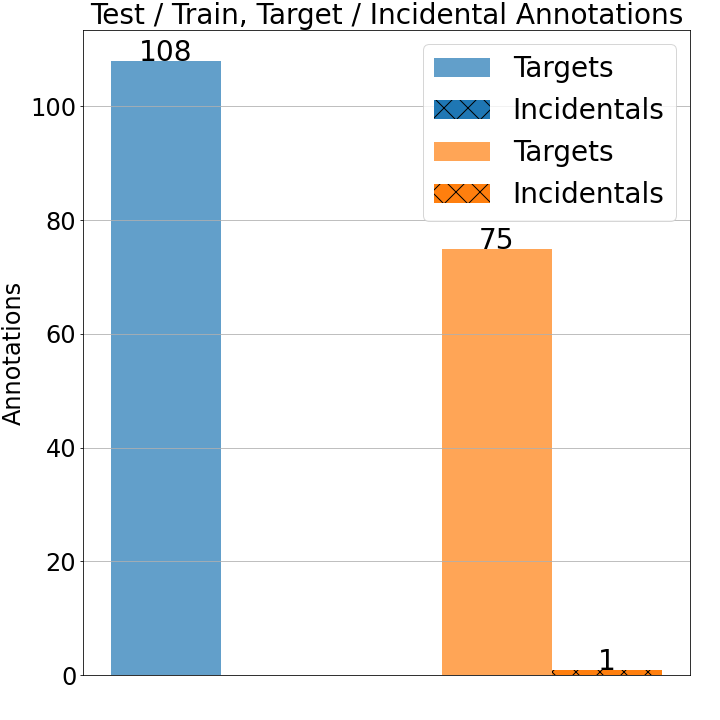 Test / Train, Target / Incidental Annotations
108
Targets
Incidentals
Targets
Incidentals
100
80
75
60
40
20
0
1
Annotations